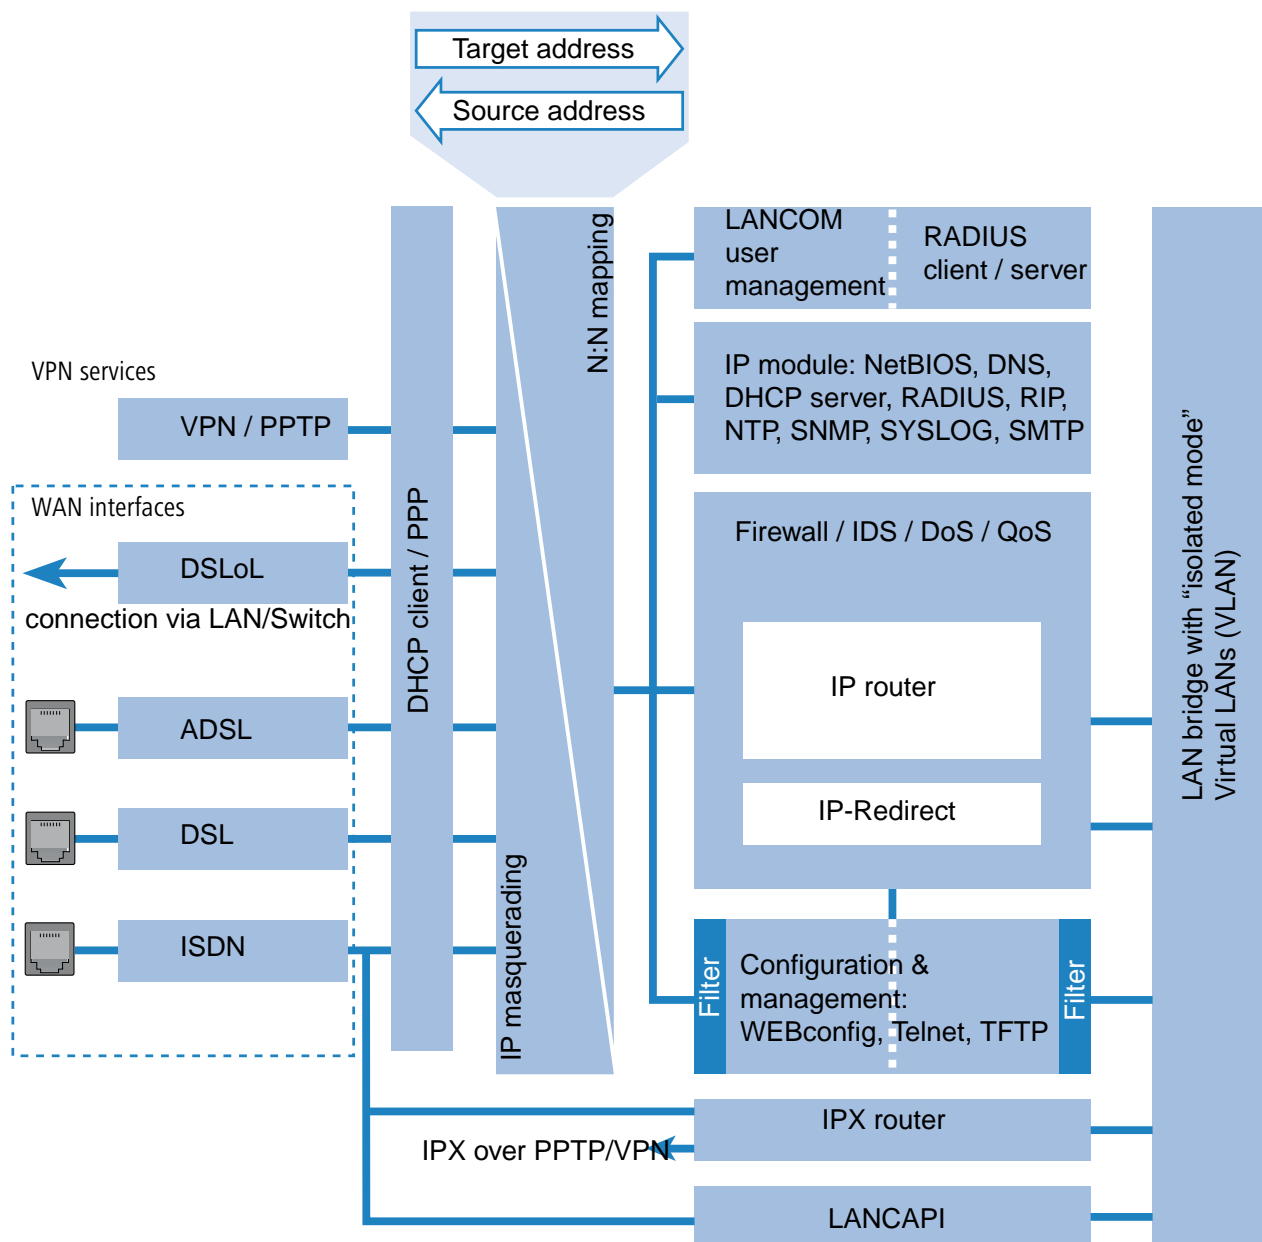 Target address
Source address
LANCOM
user
management
RADIUS
client / server
N:N mapping
IP module: NetBIOS, DNS,
DHCP server, RADIUS, RIP,
NTP, SNMP, SYSLOG, SMTP
VPN services
VPN / PPTP
WAN interfaces
DSLoL
connection via LAN/Switch
ADSL
DSL
ISDN
DHCP client / PPP
IP masquerading
Firewall / IDS / DoS / QoS
IP router
IP-Redirect
Filter
Configuration &
management:
WEBconfig, Telnet, TFTP
Filter
IPX router
IPX over PPTP/VPN
LANCAPI
LAN bridge with “isolated mode”
Virtual LANs (VLAN)